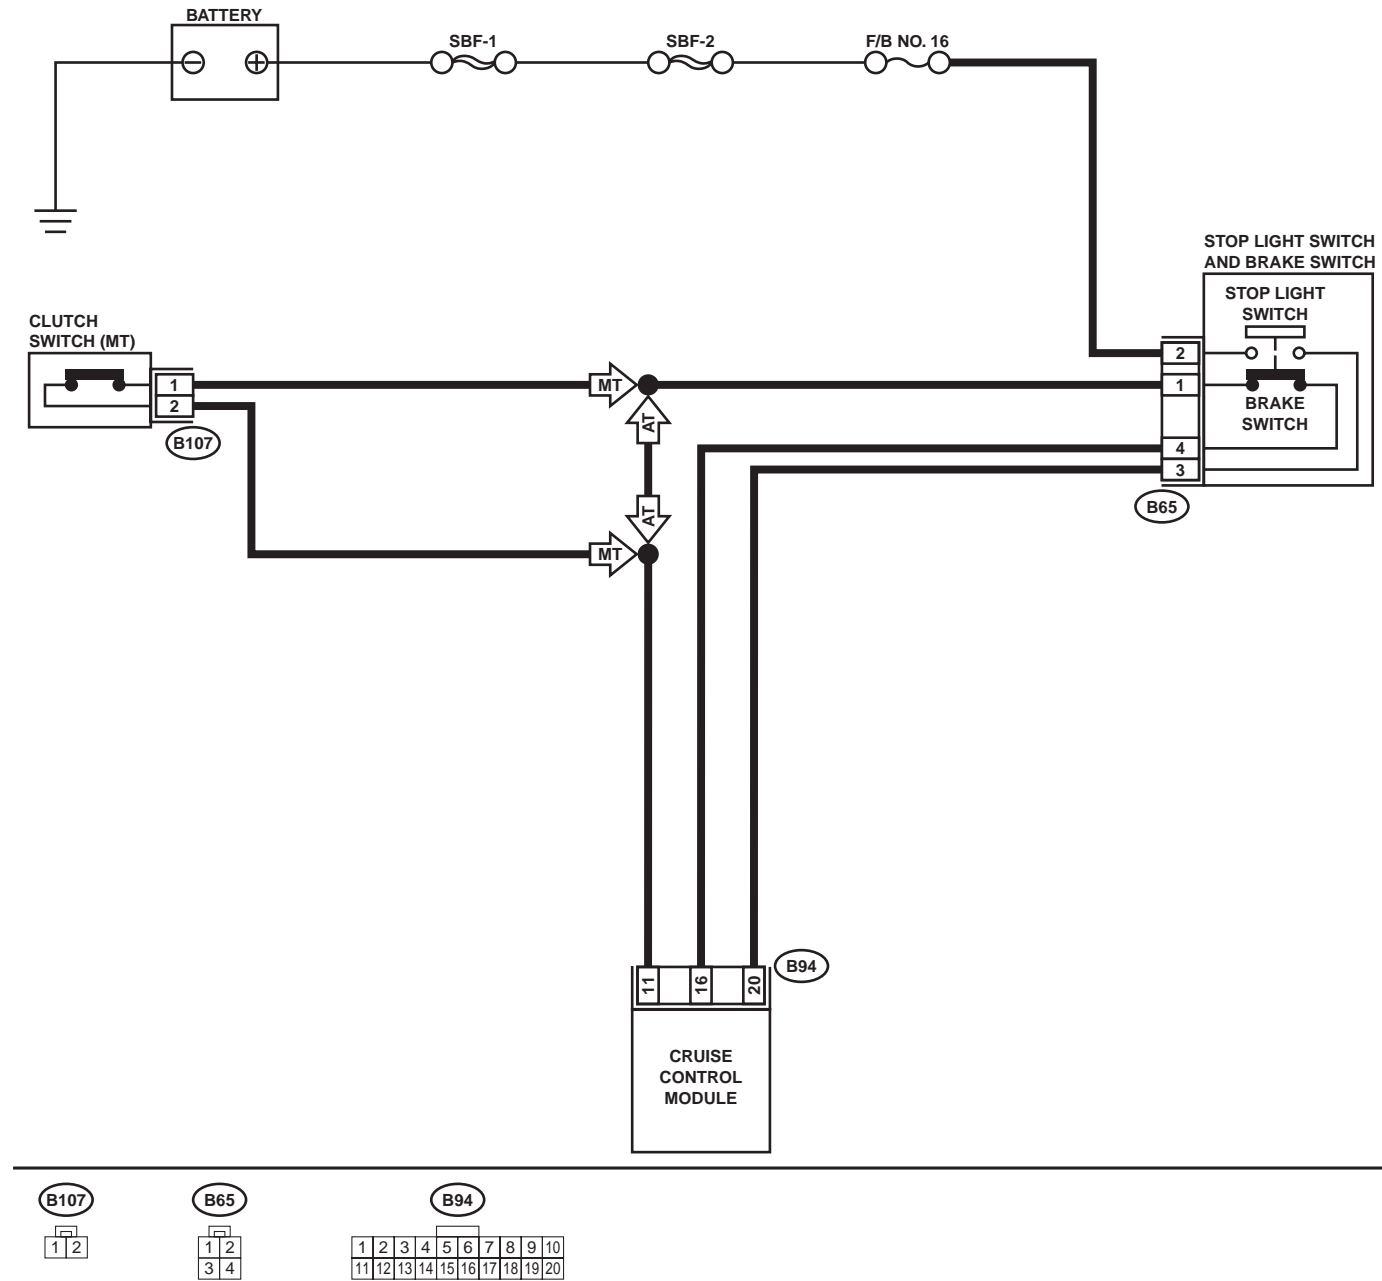 BATTERY
SBF-1
SBF-2
F/B NO. 16
STOP LIGHT SWITCH
AND BRAKE SWITCH
STOP LIGHT
SWITCH
2
1
BRAKE
SWITCH
4
3
B65
CLUTCH
SWITCH (MT)
1
2
B107
MT
AT
AT
MT
B94
11
16
20
CRUISE
CONTROL
MODULE
B107
1 2
B65
1 2
3 4
B94
1 2 3 4 5 6 7 8 9 10
11 12 13 14 15 16 17 18 19 20